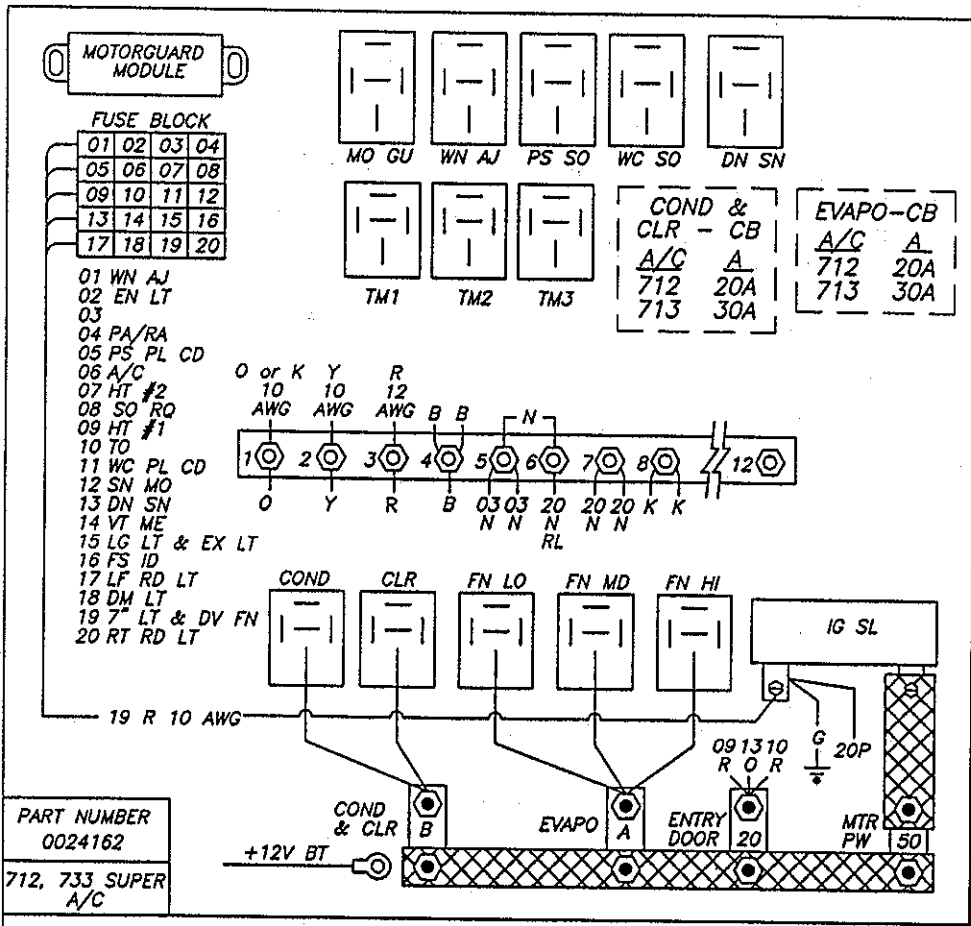 MOTORGUARD
MODULE
FUSE BLOCK
01 02 03 04
05 06 07 08
09 10 11 12
13 14 15 16
17 18 19 20
MO GU
WN AJ
PS SO
WC SO
DN SN
TM1
TM2
TM3
COND &
CLR - CB
A/C A
712 20A
713 30A
EVAPO-CB
A/C A
712 20A
713 30A
01 WN AJ
02 EN LT
03
04 PA/RA
05 PS PL CD
06 A/C
07 HT #2
08 SO RQ
09 HT #1
10 TO
11 WC PL CD
12 SN MO
13 DN SN
14 VT ME
15 LG LT & EX LT
16 FS ID
17 LF RD LT
18 DM LT
19 7" LT & DV FN
20 RT RD LT
O or K Y R
10 10 12
AWG AWG AWG B B N
1 2 3 4 5 6 7 8 12
O Y R B 03 03 20 20 20 K K
N N N N N
RL
COND
CLR
FN LO
FN MD
FN HI
IG SL
19 R 10 AWG
G
20P
09 13 10
R O R
COND
& CLR
B
EVAPO
A
ENTRY
DOOR
20
MTR
PW
50
+12V BT
PART NUMBER
0024162
712, 733 SUPER
A/C